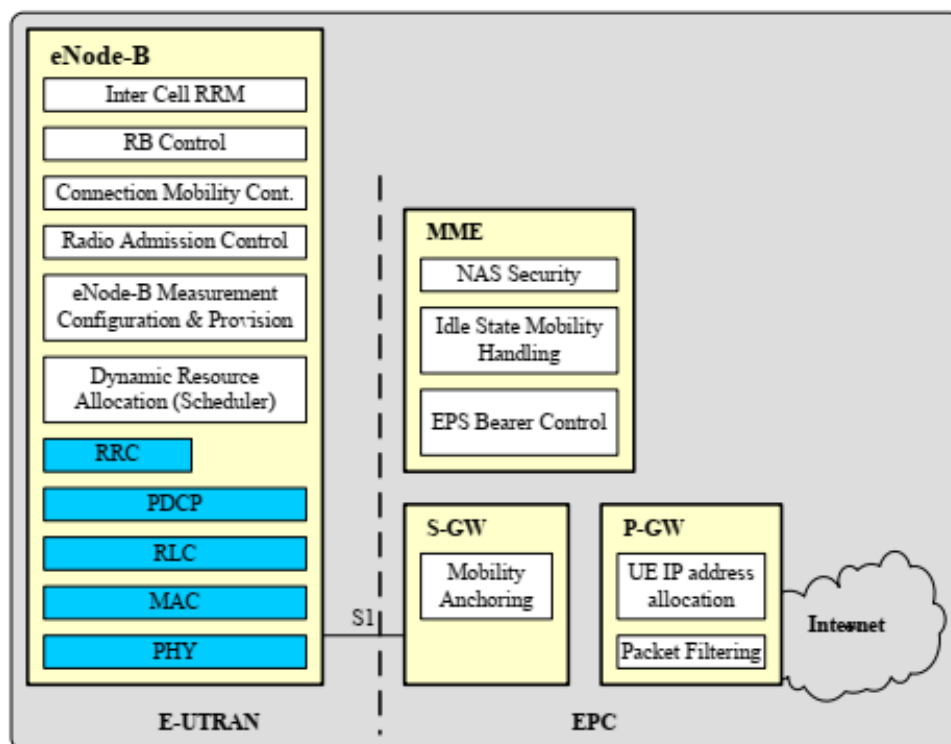 eNode-B
Inter Cell RRM
RB Control
Connection Mobility Cont.
Radio Admission Control
eNode-B Measurement
Configuration & Provision
Dynamic Resource
Allocation (Scheduler)
RRC
PDCP
RLC
MAC
PHY
S1
MME
NAS Security
Idle State Mobility
Handling
EPS Bearer Control
S-GW
Mobility
Anchoring
P-GW
UE IP address
allocation
Packet Filtering
Internet
E-UTRAN
EPC